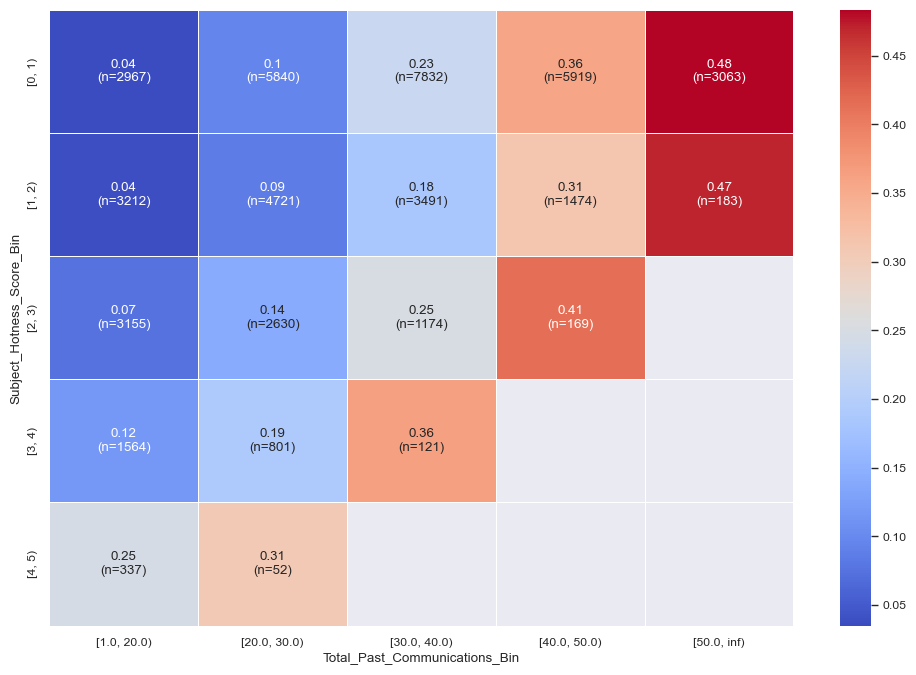 0.04 0.1 0.23 0.36 0.48
(n=2967) (n=5840) (n=7832) (n=5919) (n=3063)
[0, 1)
0.04 0.09 0.18 0.31 0.47
(n=3212) (n=4721) (n=3491) (n=1474) (n=183)
[1, 2)
0.07 0.14 0.25 0.41
(n=3155) (n=2630) (n=1174) (n=169)
[2, 3)
0.12 0.19 0.36
(n=1564) (n=801) (n=121)
[3, 4)
0.25 0.31
(n=337) (n=52)
[4, 5)
Subject_Hotness_Score_Bin
[1.0, 20.0) [20.0, 30.0) [30.0, 40.0) [40.0, 50.0) [50.0, inf)
Total_Past_Communications_Bin
0.45
0.40
0.35
0.30
0.25
0.20
0.15
0.10
0.05